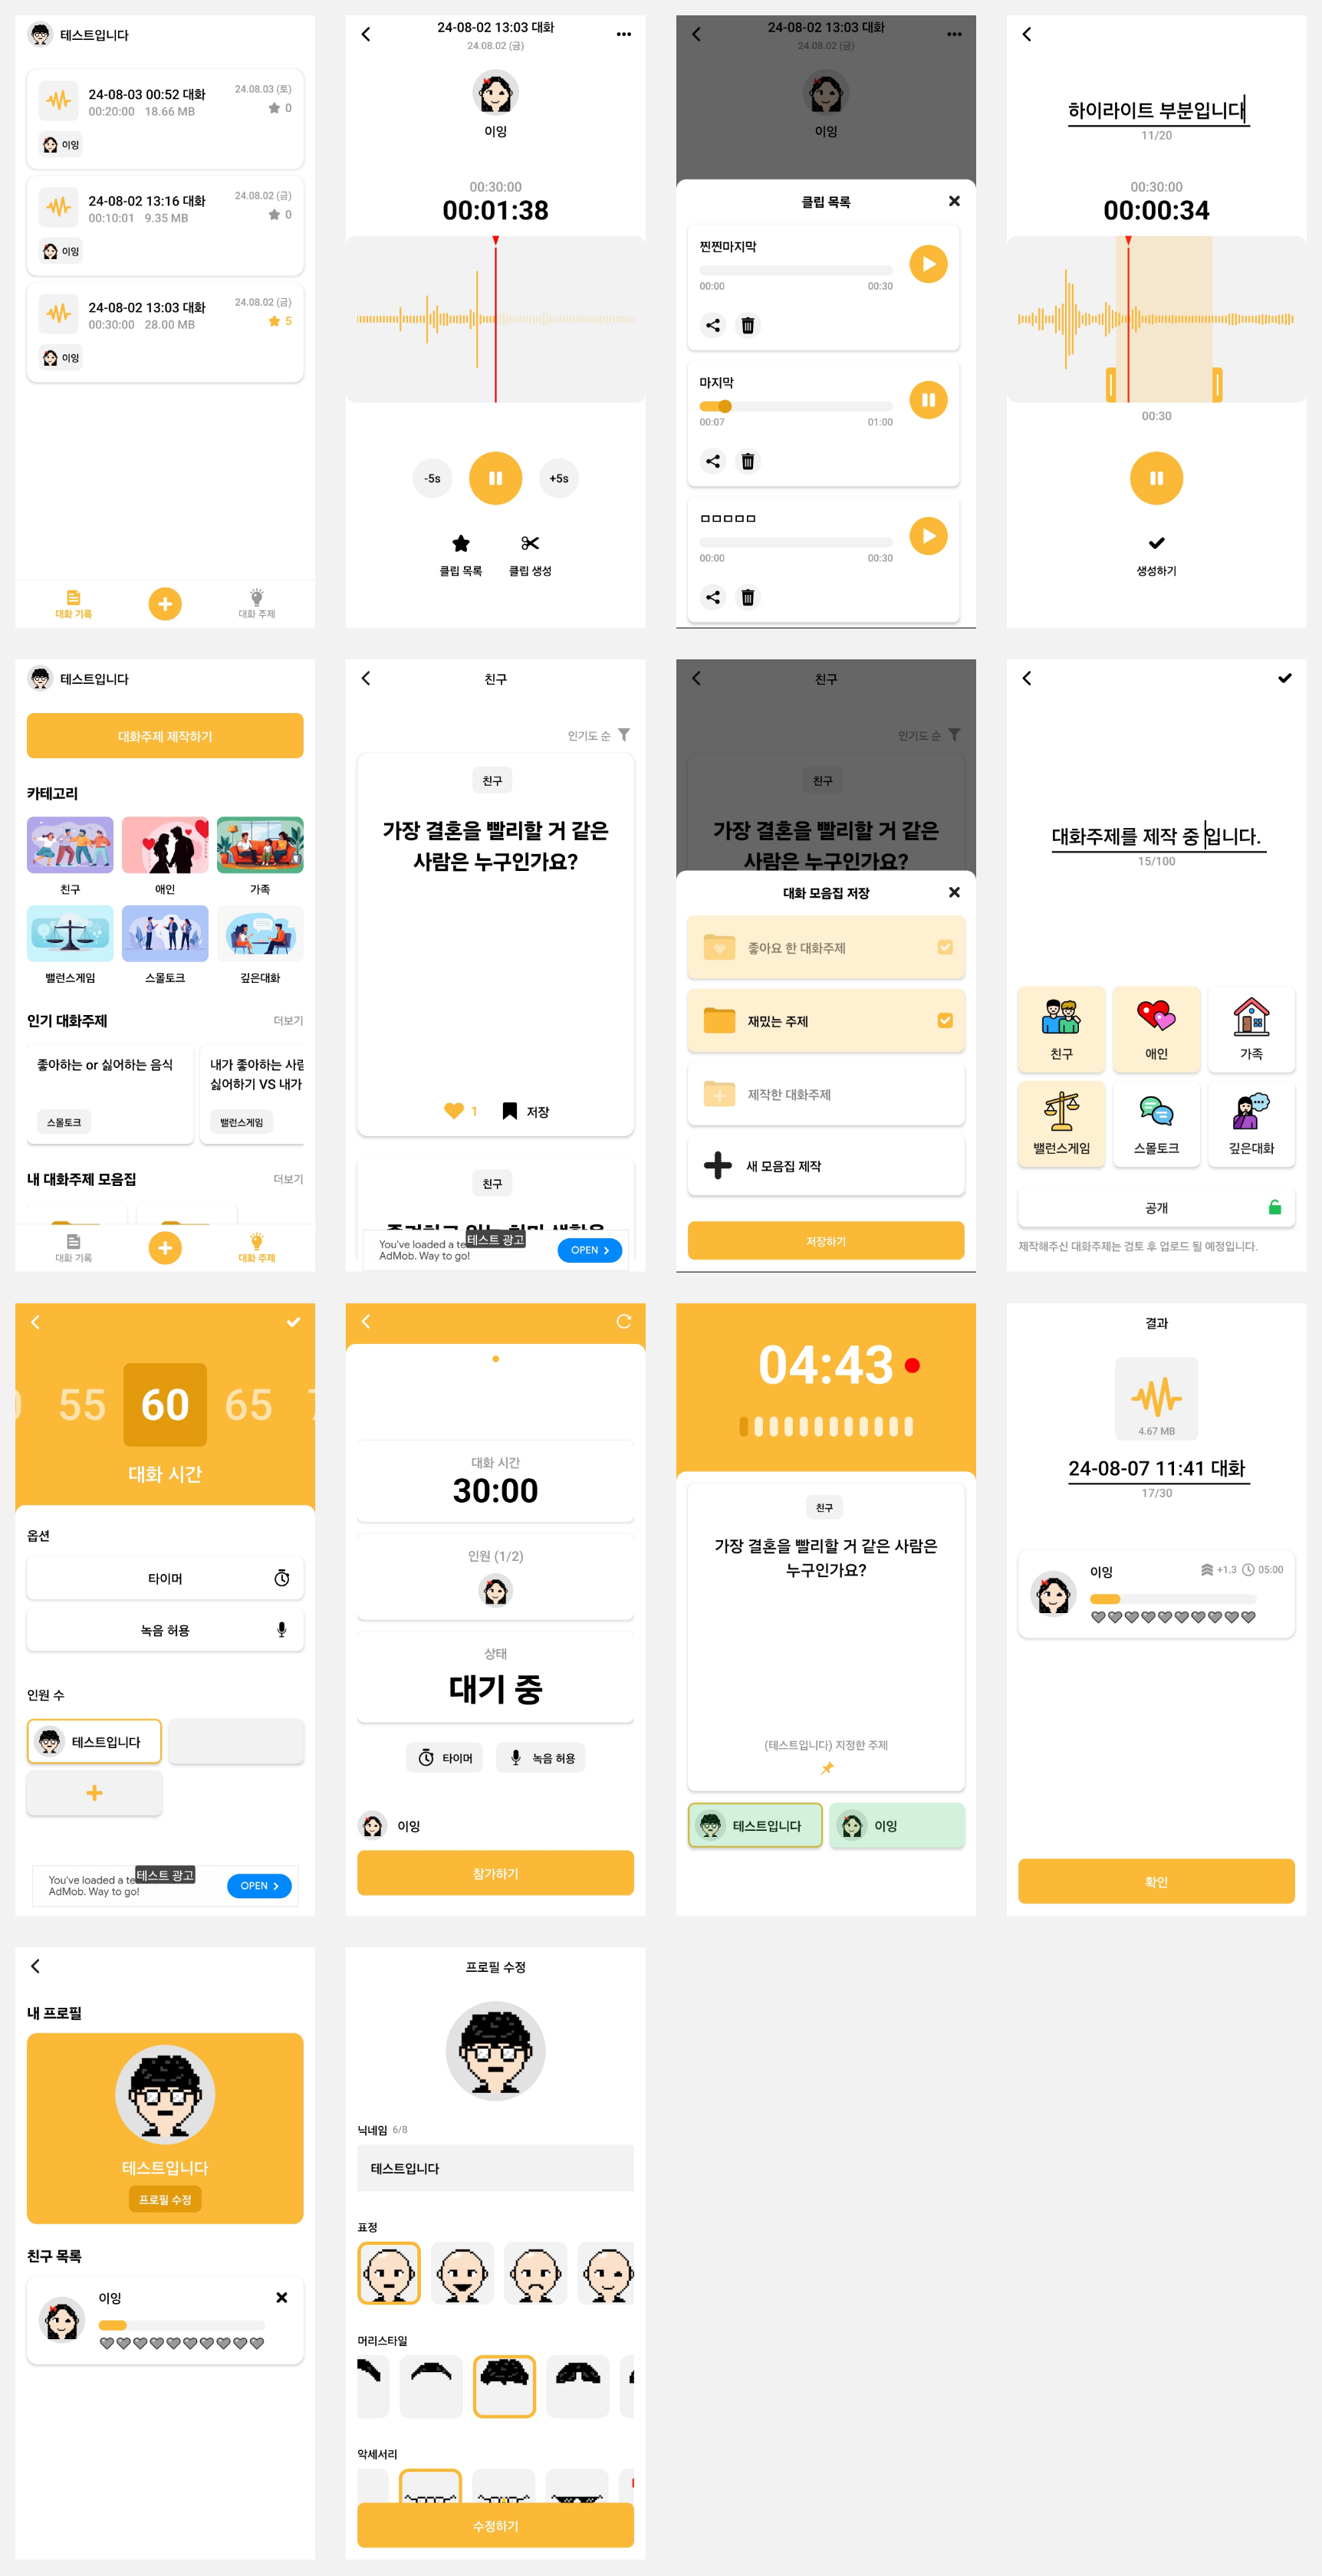 테스트입니다
24-08-03 00:52 대화
24.08.03 (토)
00:20:00 18.66 MB
0
이잉
24-08-02 13:16 대화
24.08.02 (금)
00:10:01 9.35 MB
0
이잉
24-08-02 13:03 대화
24.08.02 (금)
00:30:00 28.00 MB
5
이잉
대화 기록
대화 주제
24-08-02 13:03 대화
24.08.02 (금)
이잉
00:30:00
00:01:38
-5s
+5s
클립 목록
클립 생성
24-08-02 13:03 대화
24.08.02 (금)
이잉
클립 목록
찐찐마지막
00:00
00:30
마지막
00:07
01:00
ㅁㅁㅁㅁㅁ
00:00
00:30
하이라이트 부분입니다
11/20
00:30:00
00:00:34
00:30
생성하기
테스트입니다
대화주제 제작하기
카테고리
친구
애인
가족
밸런스게임
스몰토크
깊은대화
인기 대화주제
더보기
좋아하는 or 싫어하는 음식
스몰토크
내가 좋아하는 사람
싫어하기 VS 내가
밸런스게임
내 대화주제 모음집
더보기
대화 기록
대화 주제
친구
인기도 순
친구
가장 결혼을 빨리할 거 같은
사람은 누구인가요?
1
저장
친구
You've loaded a te
테스트 광고
AdMob. Way to go!
OPEN
친구
인기도 순
친구
가장 결혼을 빨리할 거 같은
사람은 누구인가요?
대화 모음집 저장
좋아요 한 대화주제
재밌는 주제
제작한 대화주제
새 모음집 제작
저장하기
대화주제를 제작 중 입니다.
15/100
친구
애인
가족
밸런스게임
스몰토크
깊은대화
공개
제작해주신 대화주제는 검토 후 업로드 될 예정입니다.
55
60
65
대화 시간
옵션
타이머
녹음 허용
인원 수
테스트입니다
You've loaded a te
테스트 광고
AdMob. Way to go!
OPEN
대화 시간
30:00
인원 (1/2)
상태
대기 중
타이머
녹음 허용
이잉
참가하기
04:43
친구
가장 결혼을 빨리할 거 같은 사람은
누구인가요?
(테스트입니다) 지정한 주제
테스트입니다
이잉
결과
4.67 MB
24-08-07 11:41 대화
17/30
이잉
+1.3
05:00
확인
내 프로필
테스트입니다
프로필 수정
친구 목록
이잉
프로필 수정
닉네임 6/8
테스트입니다
표정
머리스타일
악세서리
수정하기